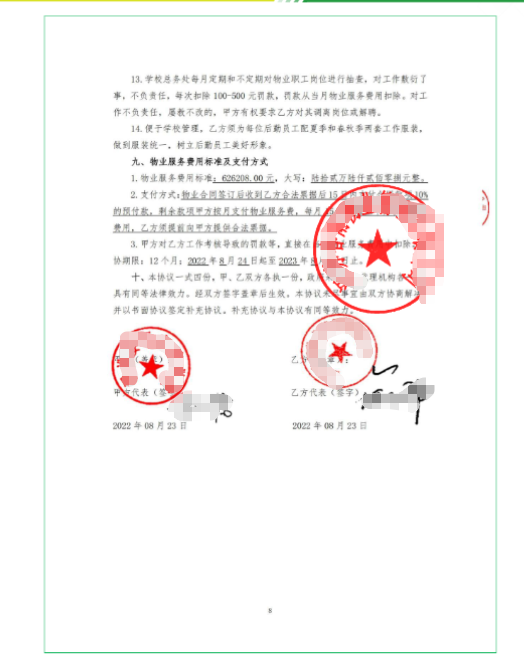 13.学校总务处每月定期和不定期对物业职工岗位进行抽查，对工作敷衍了
事，不负责任，每次扣除100-500元罚款，罚款从当月物业服务费用扣除。对工
作不负责任，屡教不改的，甲方有权要求乙方对其调离岗位或解聘。
14.便于学校管理，乙方须为每位后勤员工配夏季和春秋季两套工作服装，
做到服装统一，树立后勤员工美好形象。
九、物业服务费用标准及支付方式
1.物业服务费用标准：626208.00元，大写：陆拾贰万陆仟贰佰零捌元整。
2.支付方式：物业合同签订后收到乙方合法票据后15 10%
的预付款，剩余款项甲方按月支付物业服务费，每月
费用，乙方须提前向甲方提供合法票据。
3.甲方对乙方工作考核导致的罚款等，直接在 扣除
协期限：12个月：2022年8月24日起至2023年 月 止。
十、本协议一式四份，甲、乙双方各执一份，政府 理机构
具有同等法律效力。经双方签字盖章后生效。本协议未 事宜由双方协商解
并以书面协议签定补充协议。补充协议与本协议有同等效力。
乙
甲方代表（签 乙方代表（签字）
2022年08月23日 2022年08月23日
8